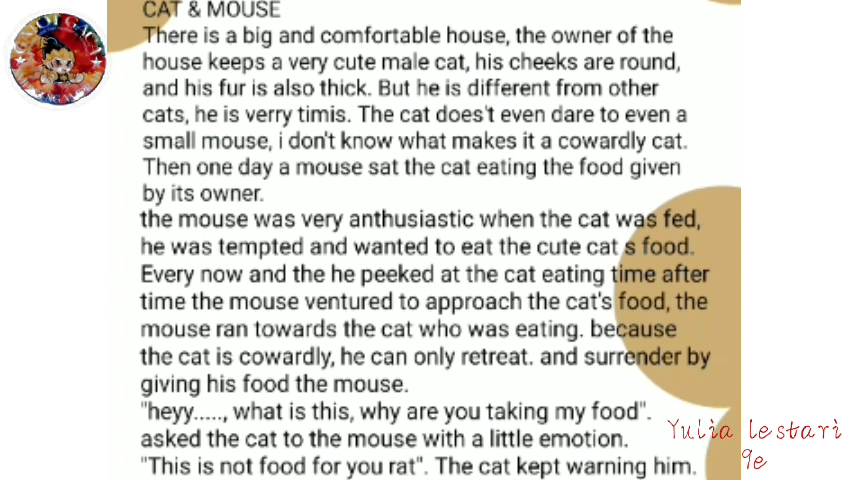 CAT & MOUSE
There is a big and comfortable house, the owner of the
house keeps a very cute male cat, his cheeks are round,
and his fur is also thick. But he is different from other
cats, he is verry timis. The cat does't even dare to even a
small mouse, i don't know what makes it a cowardly cat.
Then one day a mouse sat the cat eating the food given
by its owner.
the mouse was very anthusiastic when the cat was fed,
he was tempted and wanted to eat the cute cat s food.
Every now and the he peeked at the cat eating time after
time the mouse ventured to approach the cat's food, the
mouse ran towards the cat who was eating. because
the cat is cowardly, he can only retreat. and surrender by
giving his food the mouse.
"heyy....., what is this, why are you taking my food".
asked the cat to the mouse with a little emotion.
"This is not food for you rat". The cat kept warning him.
Yulia lestari
9e